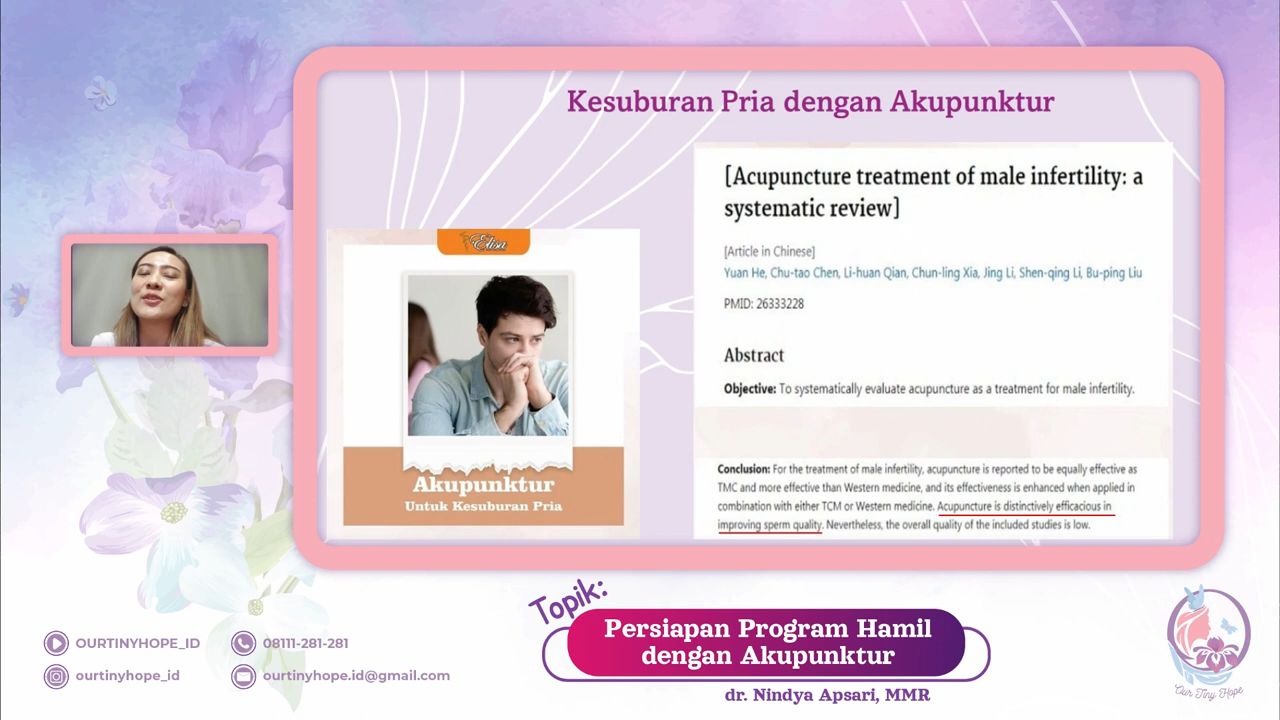 Kesuburan Pria dengan Akupunktur
Elisa
Akupunktur
Untuk Kesuburan Pria
[Acupuncture treatment of male infertility: a
systematic review]
[Article in Chinese]
Yuan He, Chu-tao Chen, Li-huan Qian, Chun-ling Xia, Jing Li, Shen-qing Li, Bu-ping Liu
PMID: 26333228
Abstract
Objective: To systematically evaluate acupuncture as a treatment for male infertility.
Conclusion: For the treatment of male infertility, acupuncture is reported to be equally effective as
TMC and more effective than Western medicine, and its effectiveness is enhanced when applied in
combination with either TCM or Western medicine. Acupuncture is distinctively efficacious in
improving sperm quality. Nevertheless, the overall quality of the included studies is low.
Topik:
Persiapan Program Hamil
dengan Akupunktur
dr. Nindya Apsari, MMR
OURTINYHOPE_ID
08111-281-281
ourtinyhope_id
ourtinyhope.id@gmail.com
Our Tiny Hope